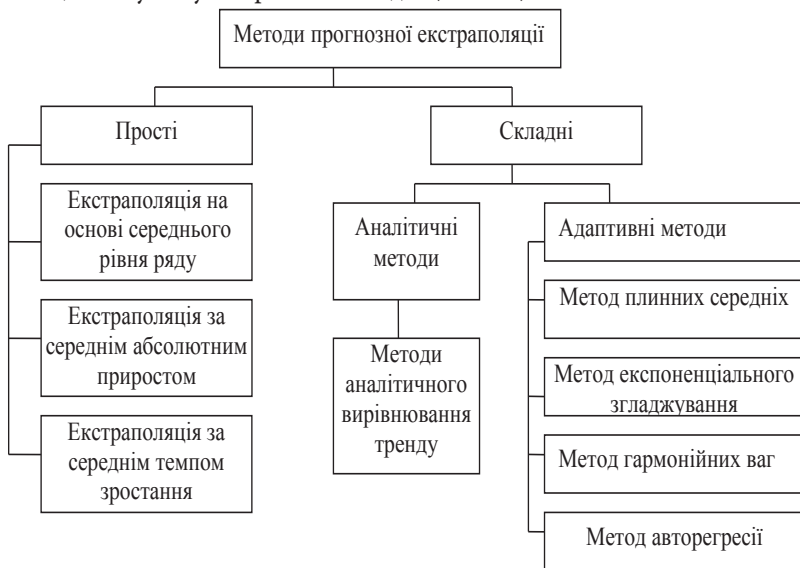 Методи прогнозної екстраполяції
Прості
Складні
Екстраполяція на
основі середнього
рівня ряду
Екстраполяція за
середнім абсолютним
приростом
Екстраполяція за
середнім темпом
зростання
Аналітичні
методи
Методи
аналітичного
вирівнювання
тренду
Адаптивні методи
Метод плинних середніх
Метод експоненціального
згладжування
Метод гармонійних ваг
Метод авторегресії